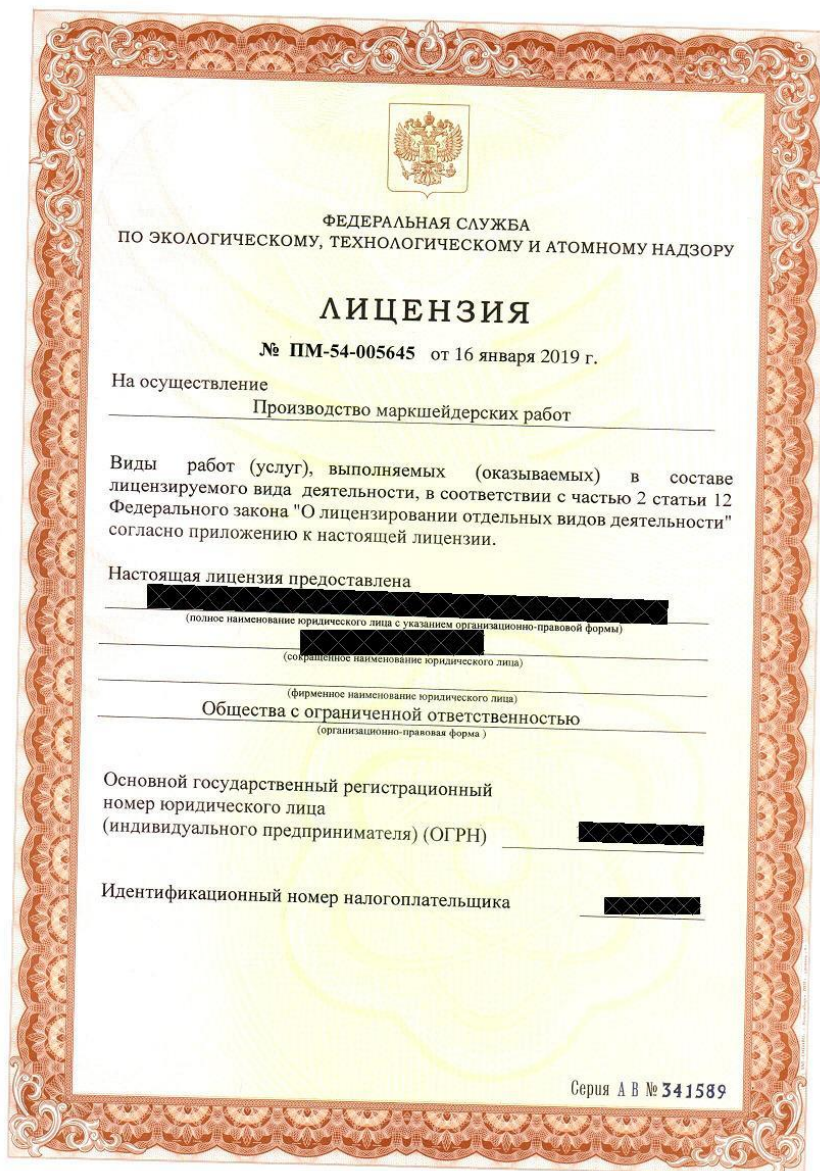 ФЕДЕРАЛЬНАЯ СЛУЖБА
ПО ЭКОЛОГИЧЕСКОМУ, ТЕХНОЛОГИЧЕСКОМУ И АТОМНОМУ НАДЗОРУ
ЛИЦЕНЗИЯ
№ ПМ-54-005645 от 16 января 2019 г.
На осуществление
Производство маркшейдерских работ
Виды работ (услуг), выполняемых (оказываемых) в составе
лицензируемого вида деятельности, в соответствии с частью 2 статьи 12
Федерального закона "О лицензировании отдельных видов деятельности"
согласно приложению к настоящей лицензии.
Настоящая лицензия предоставлена
(полное наименование юридического лица с указанием организационно-правовой формы)
(сокращенное наименование юридического лица)
(фирменное наименование юридического лица)
Общества с ограниченной ответственностью
(организационно-правовая форма )
Основной государственный регистрационный
номер юридического лица
(индивидуального предпринимателя) (ОГРН)
Идентификационный номер налогоплательщика
Серия А В № 341589